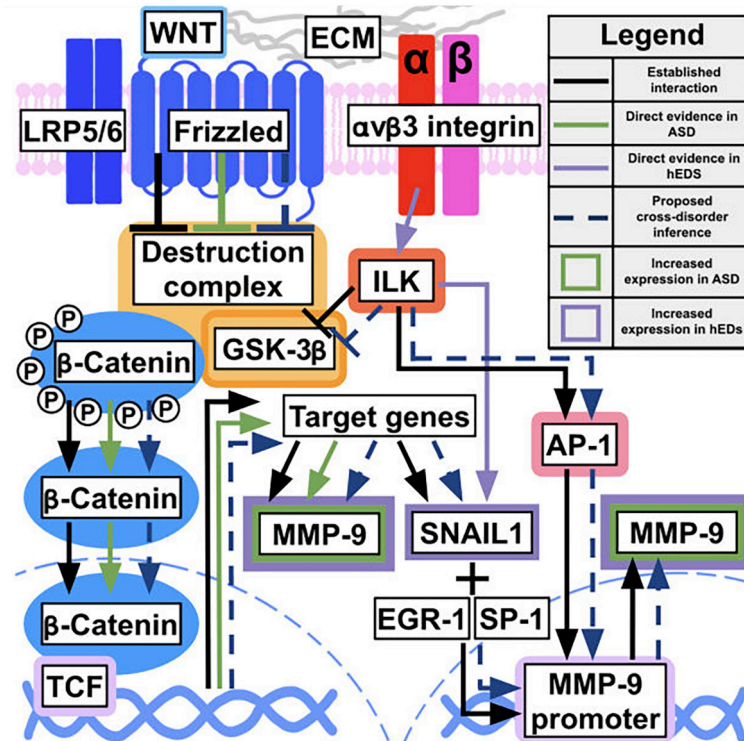 WNT
ECM
α
β
LRP5/6
Frizzled
αvβ3 integrin
Destruction
complex
ILK
GSK-3β
P
P
P
P
P
P
P
β-Catenin
Target genes
AP-1
β-Catenin
MMP-9
SNAIL1
MMP-9
+
β-Catenin
EGR-1
SP-1
TCF
MMP-9
promoter
Legend
Established
interaction
Direct evidence in
ASD
Direct evidence in
hEDS
Proposed
cross-disorder
inference
Increased
expression in ASD
Increased
expression in hEDs